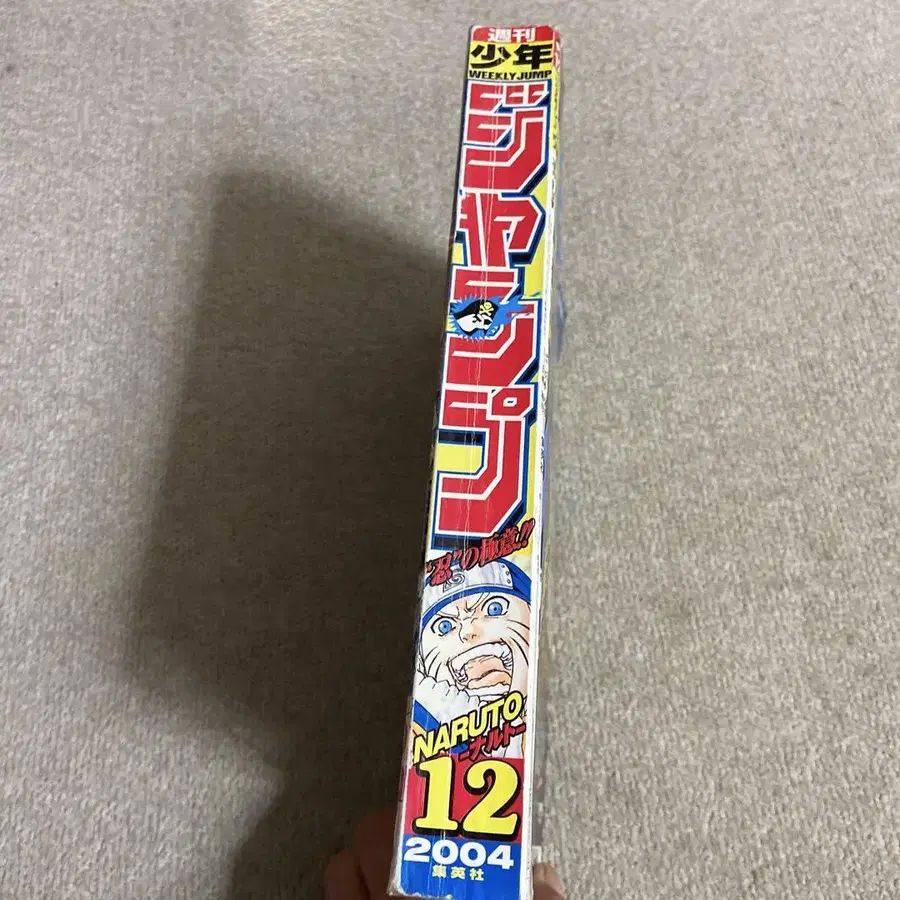 週刊
少年
WEEKLY JUMP
ジャンプ
"忍"の極意!!
NARUTO
-ナルト-
12
2004
集英社